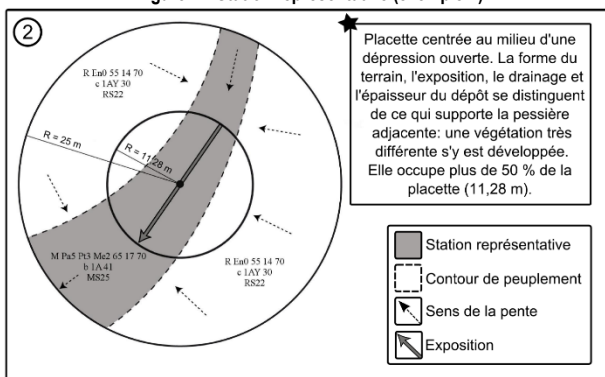 2
R En0 55 14 70
c 1AY 30
RS22
R = 25 m
R = 11,28 m
M Pa5 Pt3 Me2 65 17 70
b 1A 41
MS25
R En0 55 14 70
c 1AY 30
RS22
Placette centrée au milieu d'une
dépression ouverte. La forme du
terrain, l'exposition, le drainage et
l'épaisseur du dépôt se distinguent
de ce qui supporte la pessière
adjacente: une végétation très
différente s'y est développée.
Elle occupe plus de 50 % de la
placette (11,28 m).
Station représentative
Contour de peuplement
Sens de la pente
Exposition